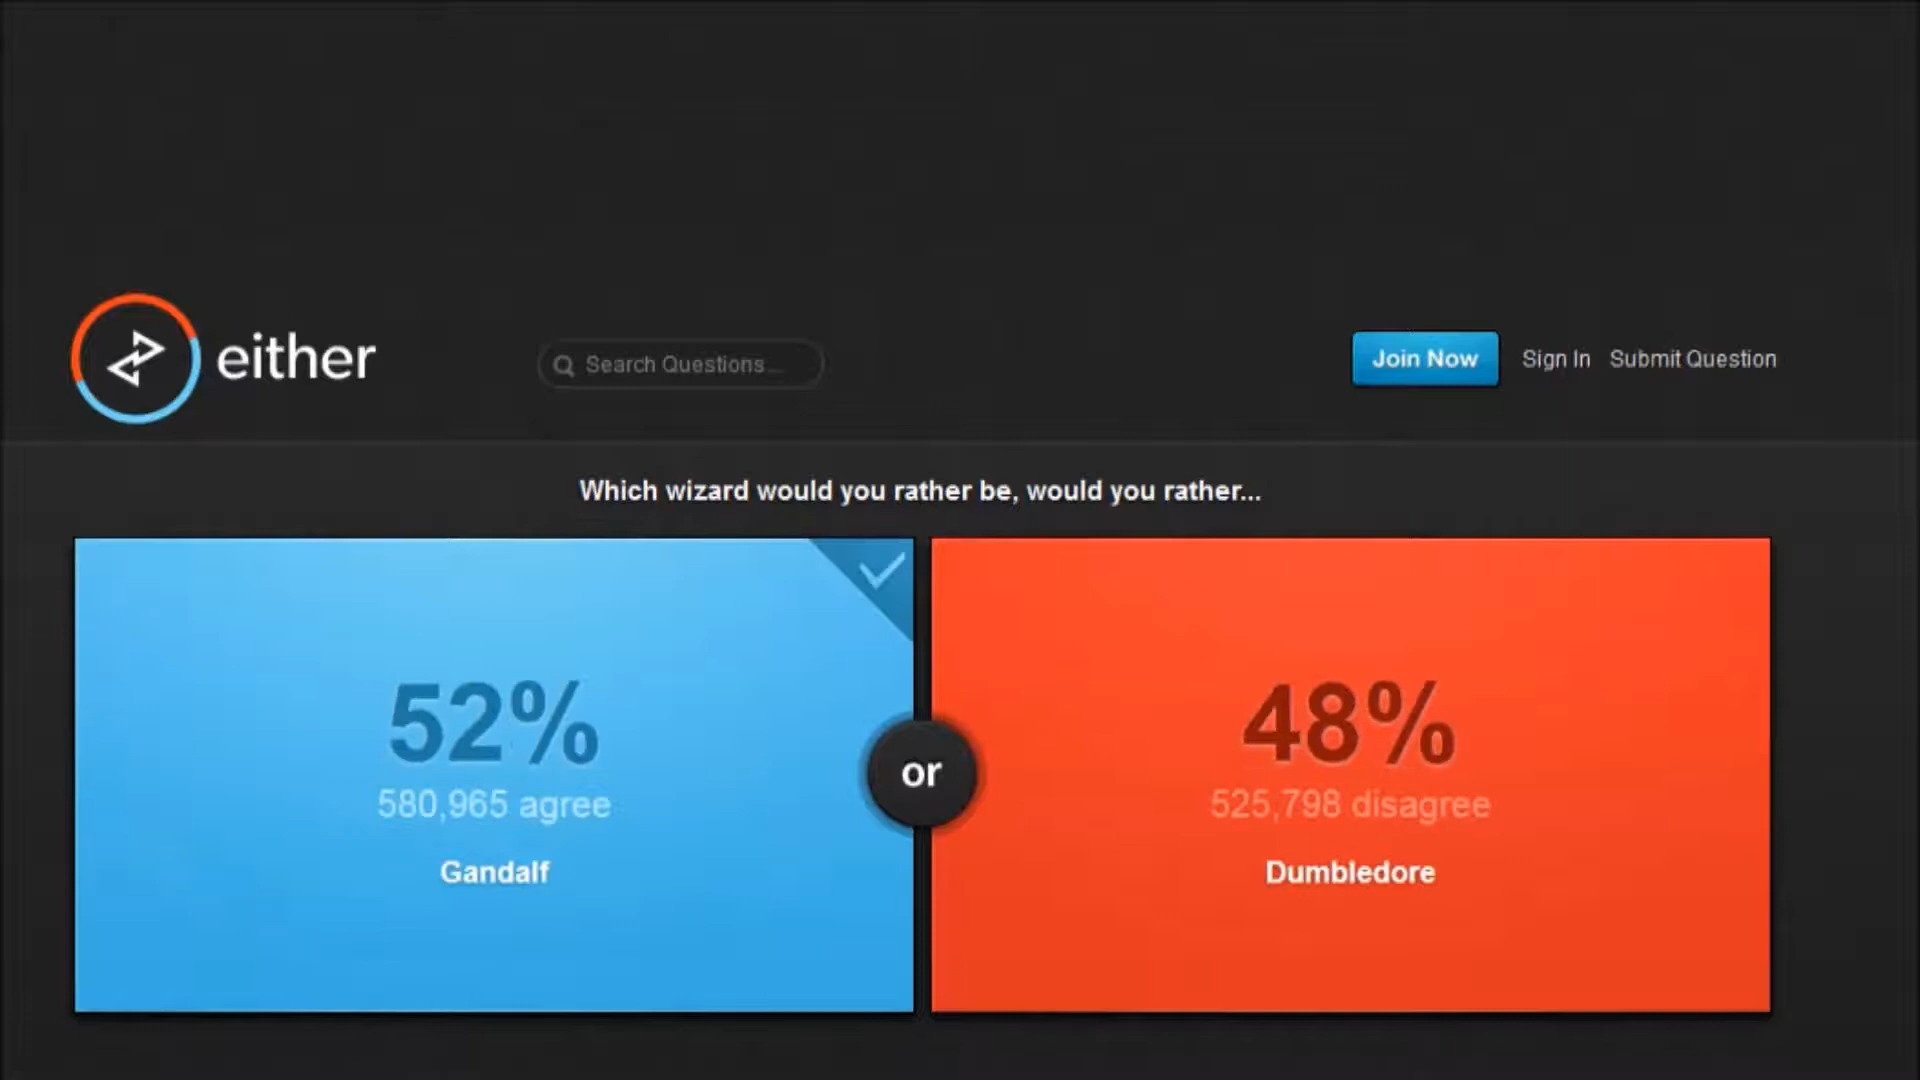 either
Search Questions...
Join Now
Sign In
Submit Question
Which wizard would you rather be, would you rather...
52%
580,965 agree
Gandalf
or
48%
525,798 disagree
Dumbledore